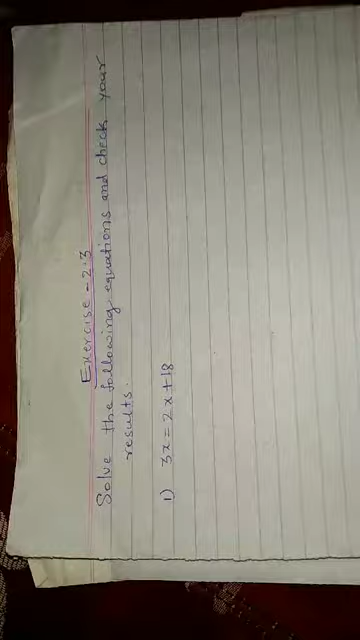 Exercise - 2.3
Solve the following equations and check your
results.
1) 3x = 2x + 18